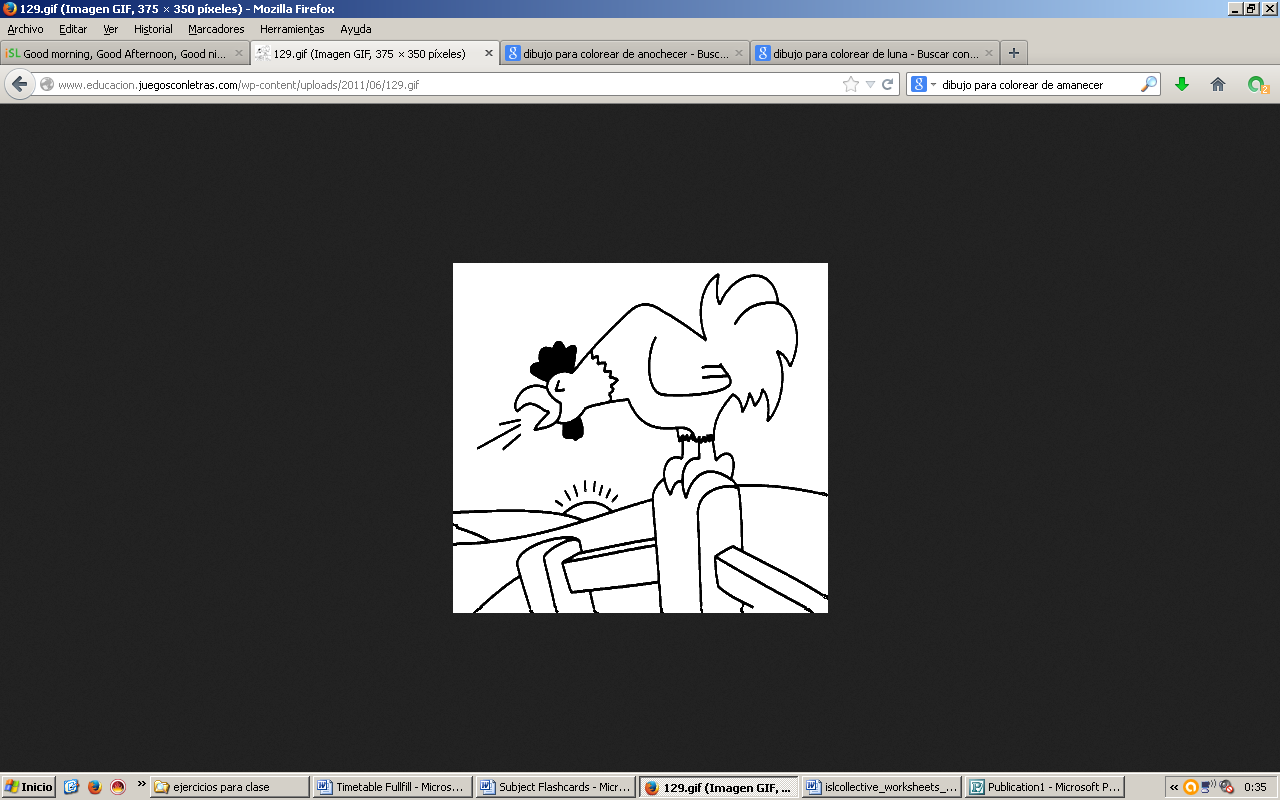 129.gif (Imagen GIF, 375 × 350 píxeles) - Mozilla Firefox
Archivo Editar Ver Historial Marcadores Herramientas Ayuda
iSL Good morning, Good Afternoon, Good ni... 129.gif (Imagen GIF, 375 × 350 píxeles) dibujo para colorear de anochecer - Busc... dibujo para colorear de luna - Buscar con...
www.educacion.juegosconletras.com/wp-content/uploads/2011/06/129.gif dibujo para colorear de amanecer 2
Inicio » ejercicios para clase Timetable Fullfill - Micros... Subject Flashcards - Micro... 129.gif (Imagen GIF, ... islcollective_worksheets_... Publication1 - Microsoft P... « 0:35